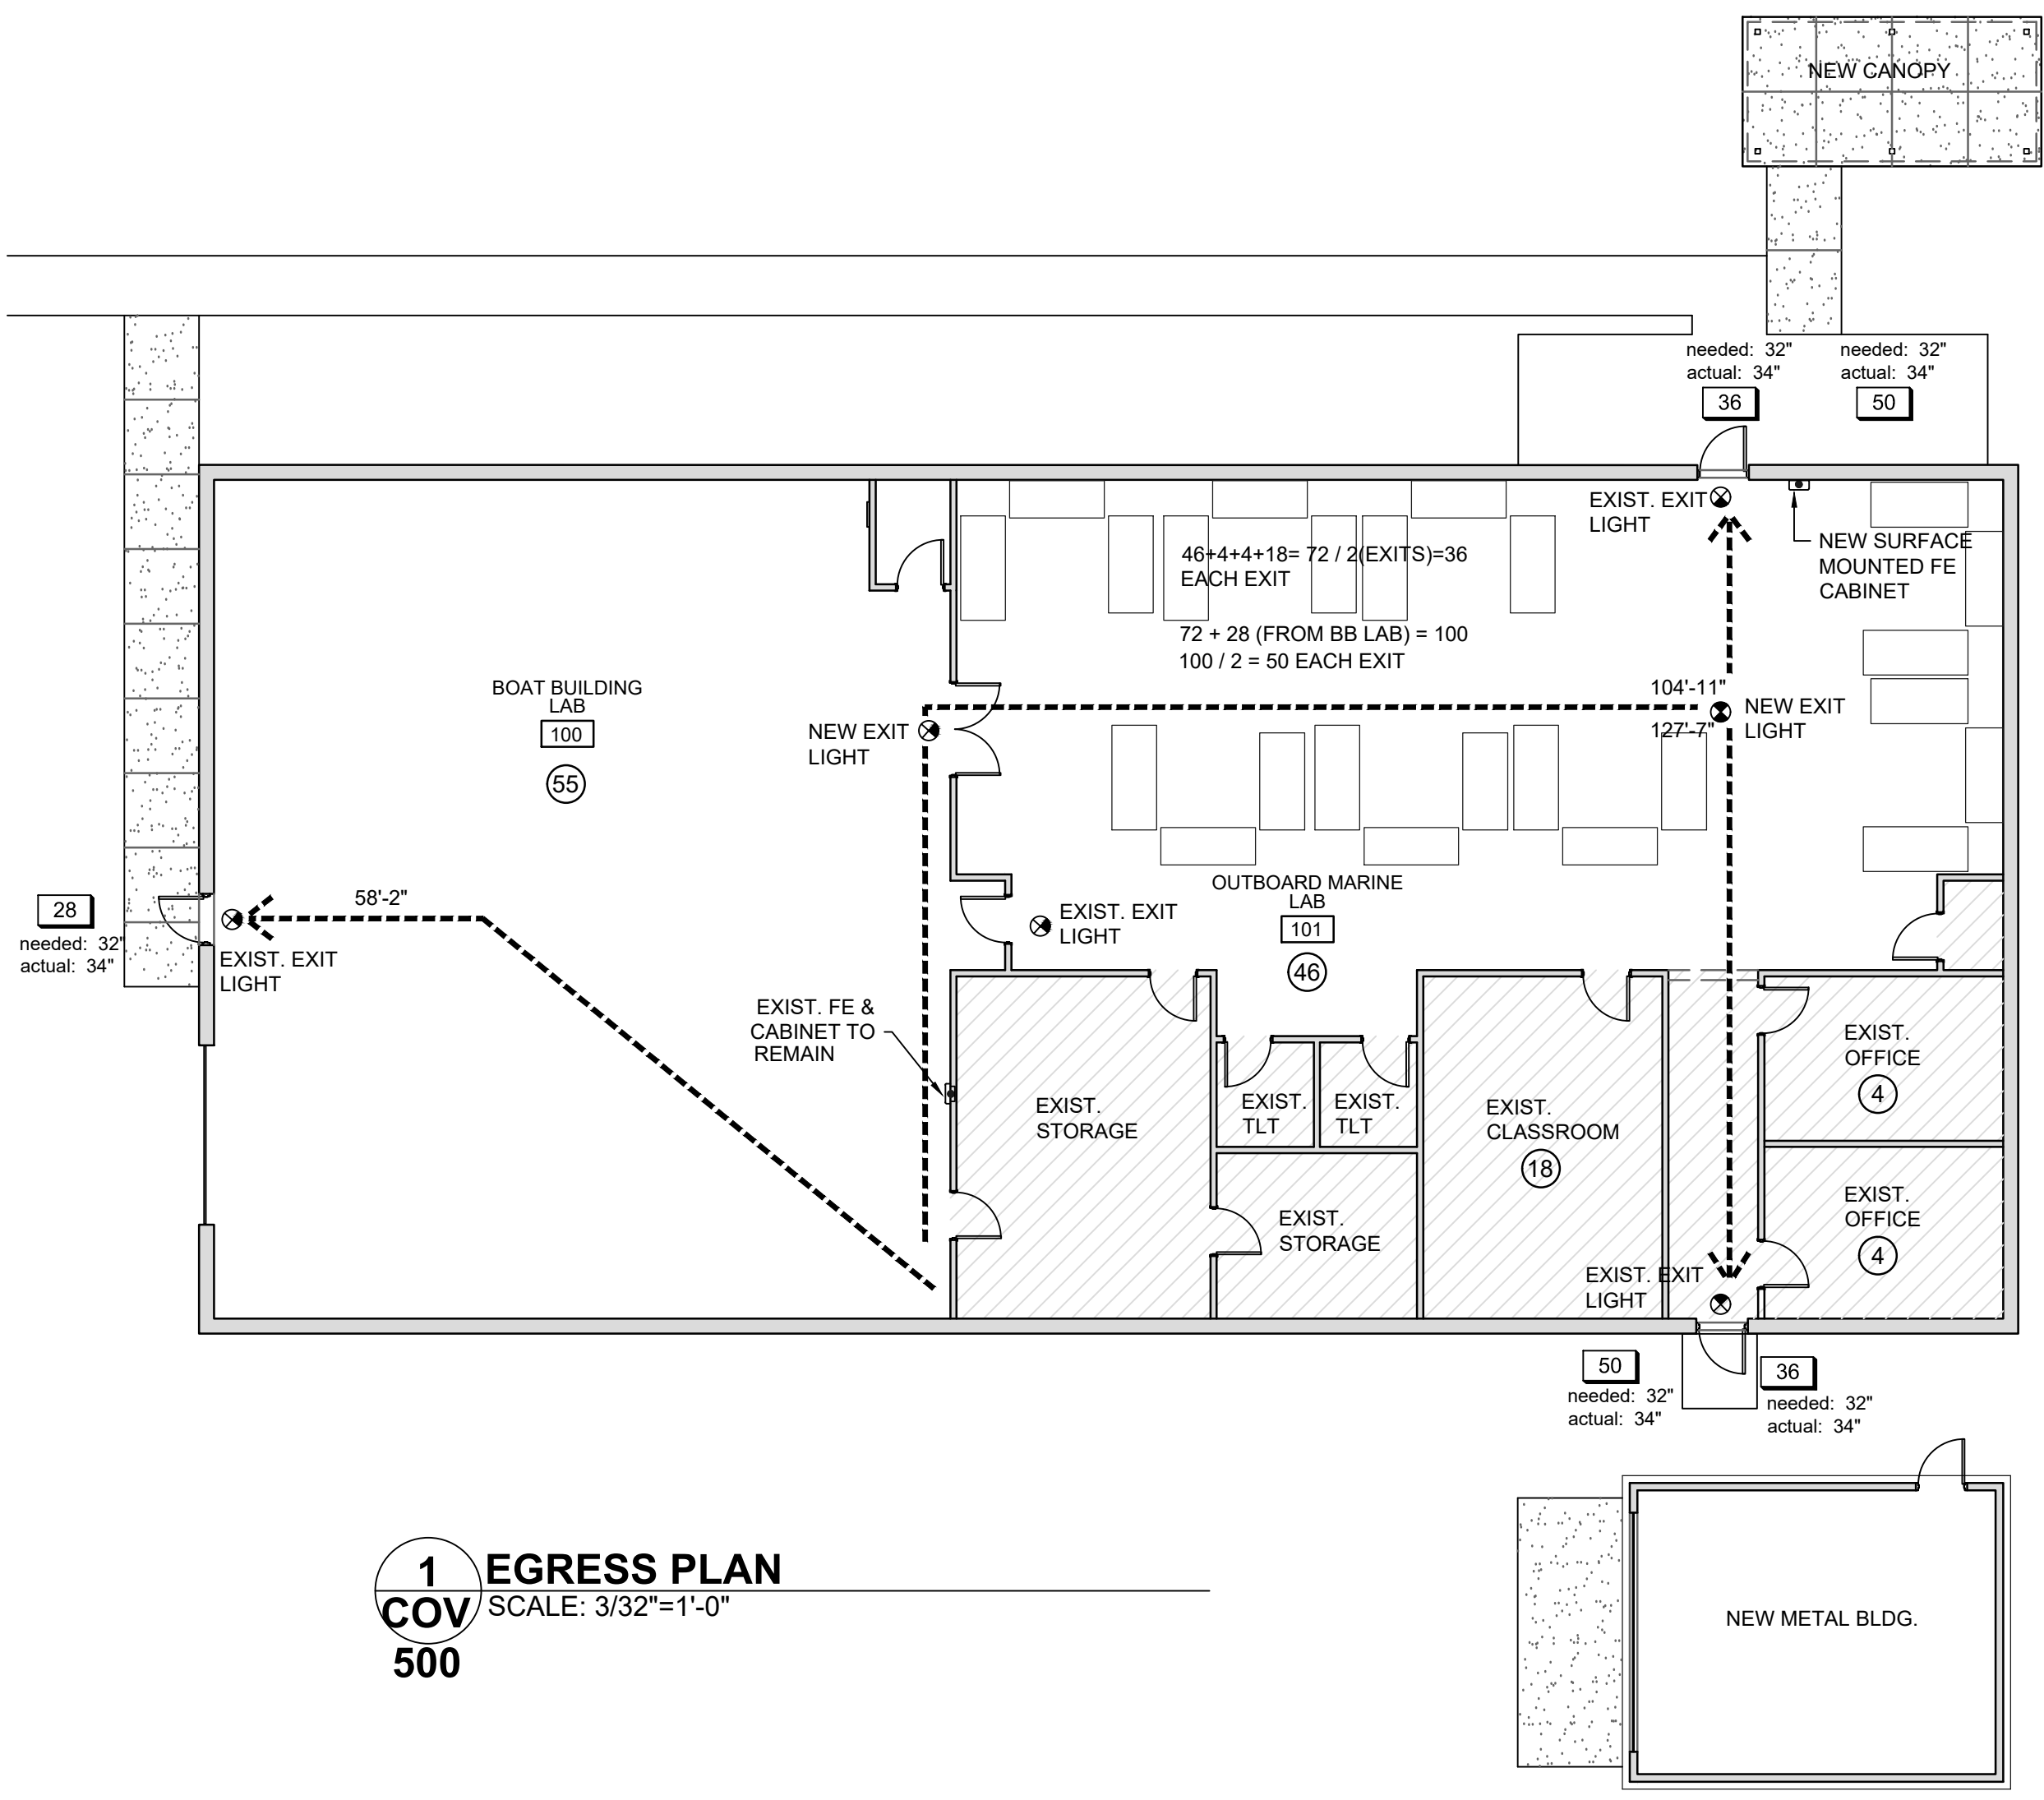 NEW CANOPY
needed: 32"
actual: 34"
36
needed: 32"
actual: 34"
50
EXIST. EXIT
LIGHT
NEW SURFACE
MOUNTED FE
CABINET
46+4+4+18= 72 / 2(EXITS)=36
EACH EXIT
72 + 28 (FROM BB LAB) = 100
100 / 2 = 50 EACH EXIT
BOAT BUILDING
LAB
100
55
NEW EXIT
LIGHT
104'-11"
127'-7"
NEW EXIT
LIGHT
58'-2"
28
needed: 32"
actual: 34"
EXIST. EXIT
LIGHT
EXIST. EXIT
LIGHT
OUTBOARD MARINE
LAB
101
46
EXIST. FE &
CABINET TO
REMAIN
EXIST.
STORAGE
EXIST.
TLT
EXIST.
TLT
EXIST.
STORAGE
EXIST.
CLASSROOM
18
EXIST.
OFFICE
4
EXIST.
OFFICE
4
EXIST. EXIT
LIGHT
50
needed: 32"
actual: 34"
36
needed: 32"
actual: 34"
1
COV
500
EGRESS PLAN
SCALE: 3/32"=1'-0"
NEW METAL BLDG.